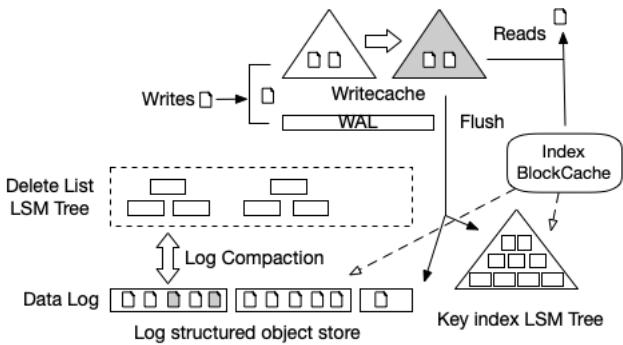 Reads
Writes
Writecache
WAL
Flush
Index
BlockCache
Delete List
LSM Tree
Log Compaction
Data Log
Key index LSM Tree
Log structured object store